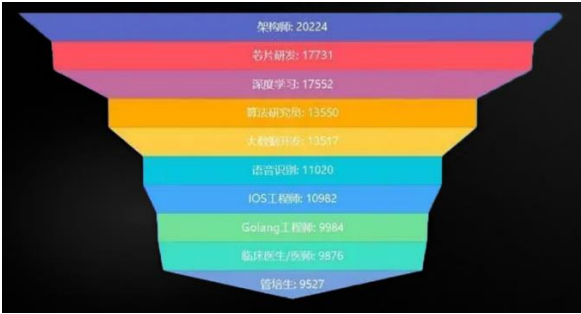 架构师: 20224
芯片研发: 17731
深度学习: 17552
算法研究员: 13550
大数据开发: 13517
语音识别: 11020
IOS工程师: 10982
Golang工程师: 9984
临床医生/医师: 9876
管培生: 9527